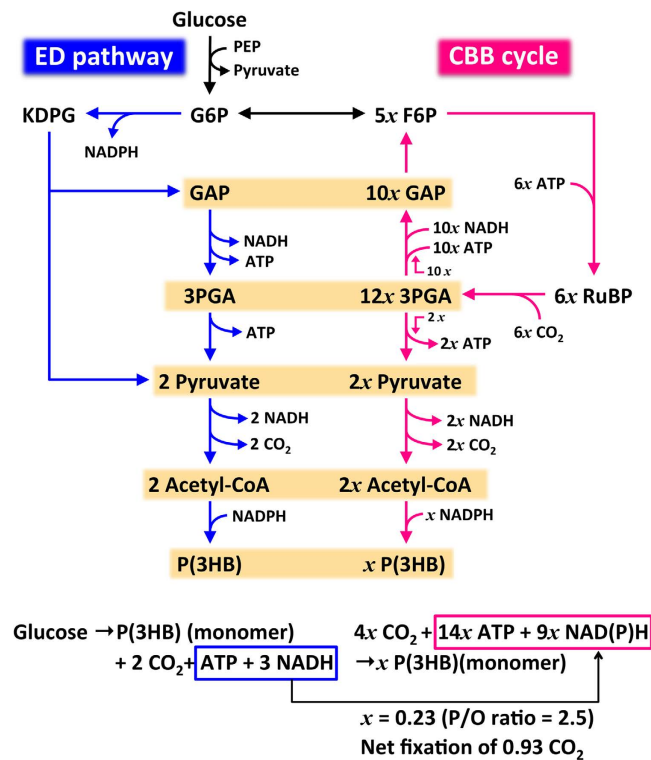 Glucose
ED pathway
PEP
Pyruvate
CBB cycle
KDPG
G6P
5x F6P
NADPH
6x ATP
GAP
10x GAP
NADH
ATP
10x NADH
10x ATP
10 x
3PGA
12x 3PGA
6x RuBP
ATP
2 x
2x ATP
6x CO₂
2 Pyruvate
2x Pyruvate
2 NADH
2 CO₂
2x NADH
2x CO₂
2 Acetyl-CoA
2x Acetyl-CoA
NADPH
x NADPH
P(3HB)
x P(3HB)
Glucose → P(3HB) (monomer)
+ 2 CO₂+ ATP + 3 NADH
4x CO₂ + 14x ATP + 9x NAD(P)H
→ x P(3HB)(monomer)
x = 0.23 (P/O ratio = 2.5)
Net fixation of 0.93 CO₂